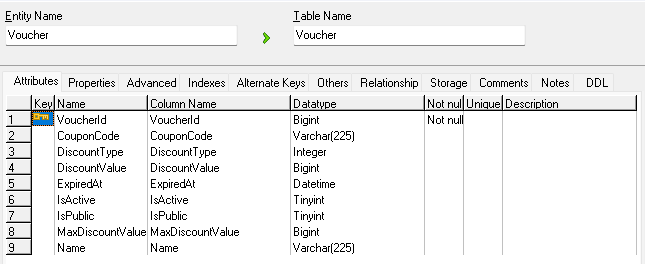 Entity Name Table Name
Voucher Voucher
Attributes Properties Advanced Indexes Alternate Keys Others Relationship Storage Comments Notes DDL
Key Name Column Name Datatype Not nul Unique Description
1 VoucherId VoucherId Bigint Not null
2 CouponCode CouponCode Varchar(225)
3 DiscountType DiscountType Integer
4 DiscountValue DiscountValue Bigint
5 ExpiredAt ExpiredAt Datetime
6 IsActive IsActive Tinyint
7 IsPublic IsPublic Tinyint
8 MaxDiscountValue MaxDiscountValue Bigint
9 Name Name Varchar(225)